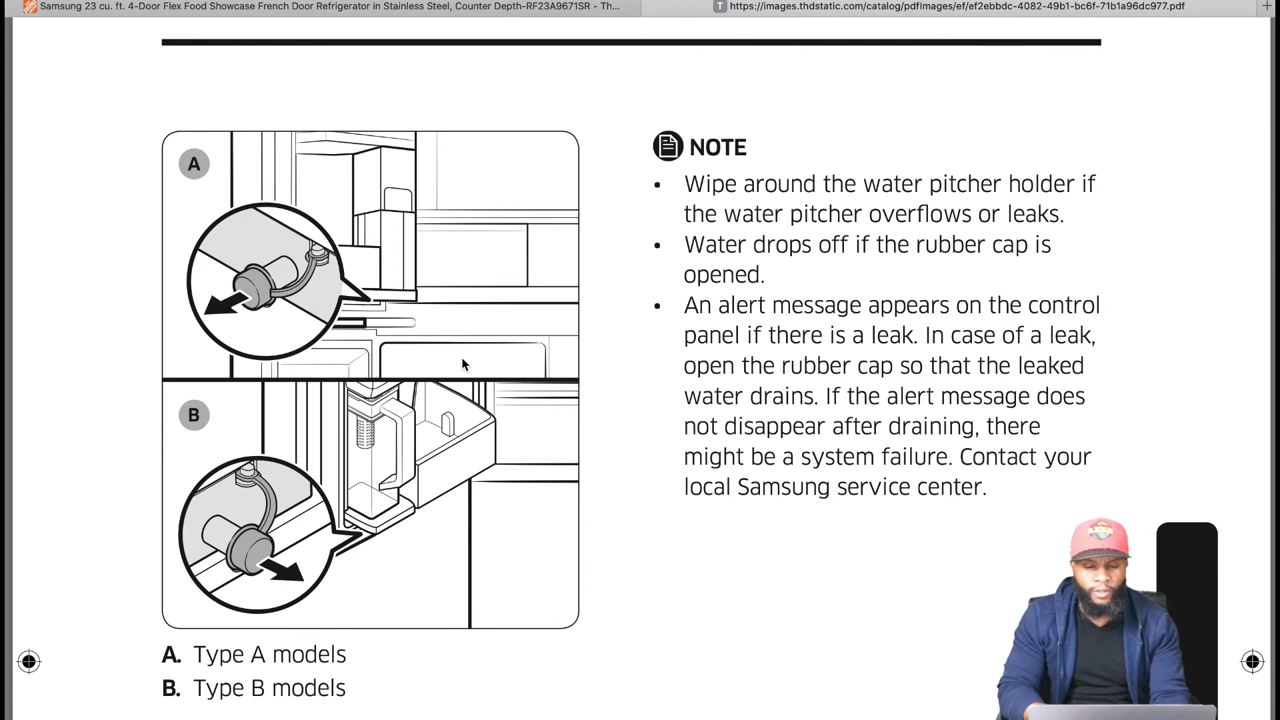 Samsung 23 cu. ft. 4-Door Flex Food Showcase French Door Refrigerator in Stainless Steel, Counter Depth-RF23A9671SR - Th...
T https://images.thdstatic.com/catalog/pdfImages/ef/ef2ebbdc-4082-49b1-bc6f-71b1a96dc977.pdf
A
B
A. Type A models
B. Type B models
NOTE
• Wipe around the water pitcher holder if
the water pitcher overflows or leaks.
• Water drops off if the rubber cap is
opened.
• An alert message appears on the control
panel if there is a leak. In case of a leak,
open the rubber cap so that the leaked
water drains. If the alert message does
not disappear after draining, there
might be a system failure. Contact your
local Samsung service center.